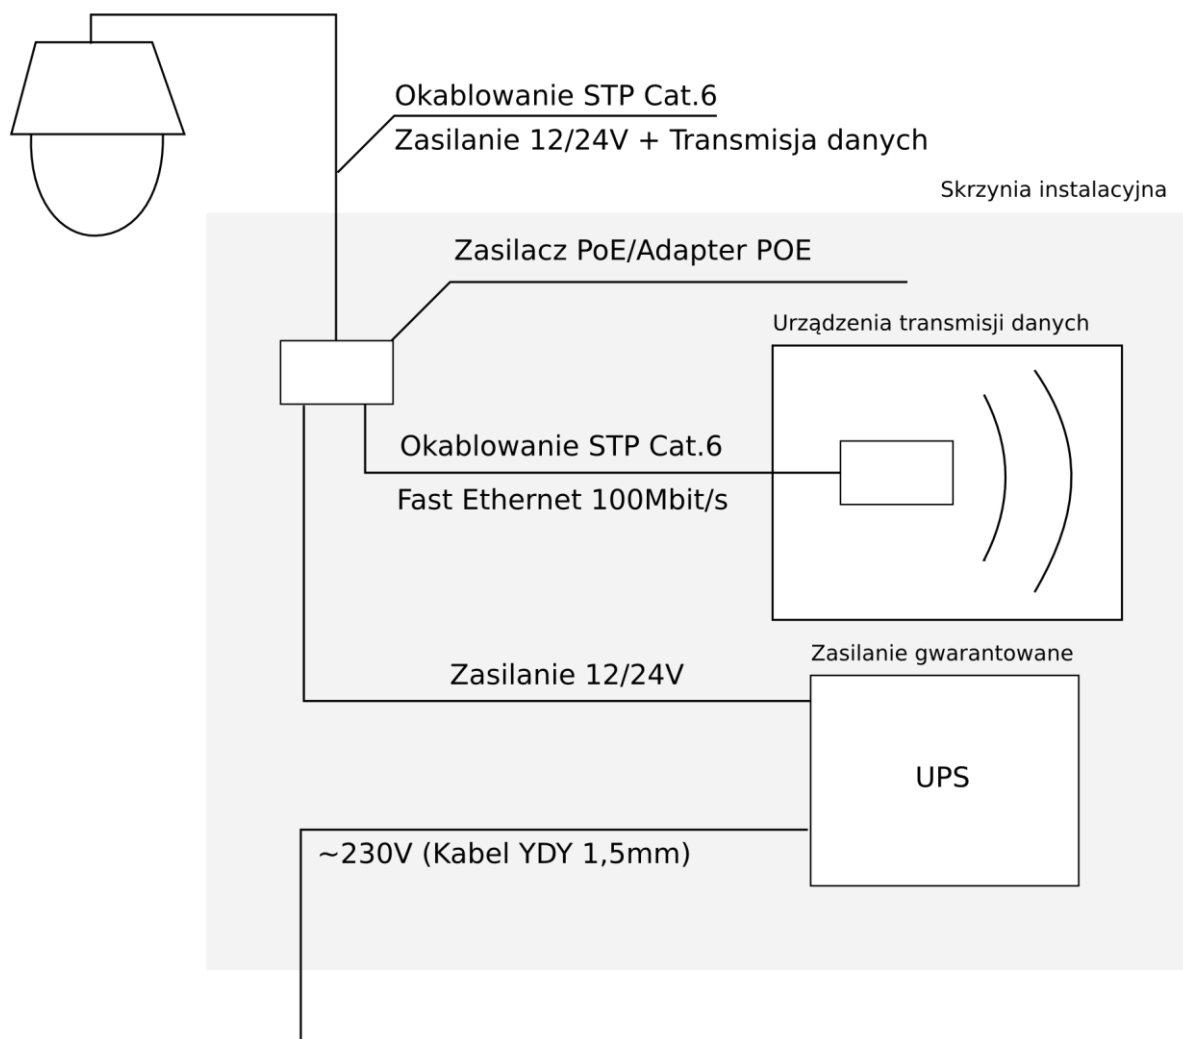 Okablowanie STP Cat.6
Zasilanie 12/24V + Transmisja danych
Skrzynia instalacyjna
Zasilacz PoE/Adapter POE
Urządzenia transmisji danych
Okablowanie STP Cat.6
Fast Ethernet 100Mbit/s
Zasilanie gwarantowane
Zasilanie 12/24V
UPS
~230V (Kabel YDY 1,5mm)